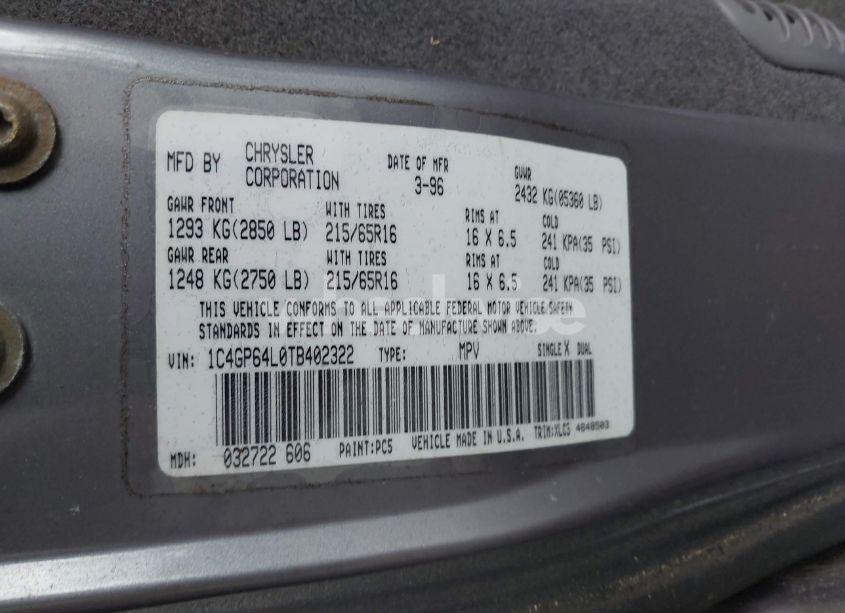 MFD BY CHRYSLER CORPORATION DATE OF MFR 3-96 GVWR 2432 KG(05360 LB)
GAWR FRONT WITH TIRES RIMS AT COLD
1293 KG(2850 LB) 215/65R16 16 X 6.5 241 KPA(35 PSI)
GAWR REAR WITH TIRES RIMS AT COLD
1248 KG(2750 LB) 215/65R16 16 X 6.5 241 KPA(35 PSI)
THIS VEHICLE CONFORMS TO ALL APPLICABLE FEDERAL MOTOR VEHICLE SAFETY
STANDARDS IN EFFECT ON THE DATE OF MANUFACTURE SHOWN ABOVE.
VIN: 1C4GP64L0TB402322 TYPE: MPV SINGLE X DUAL
MDH: 032722 606 PAINT:PC5 VEHICLE MADE IN U.S.A. TRIM:XLC3 4648503